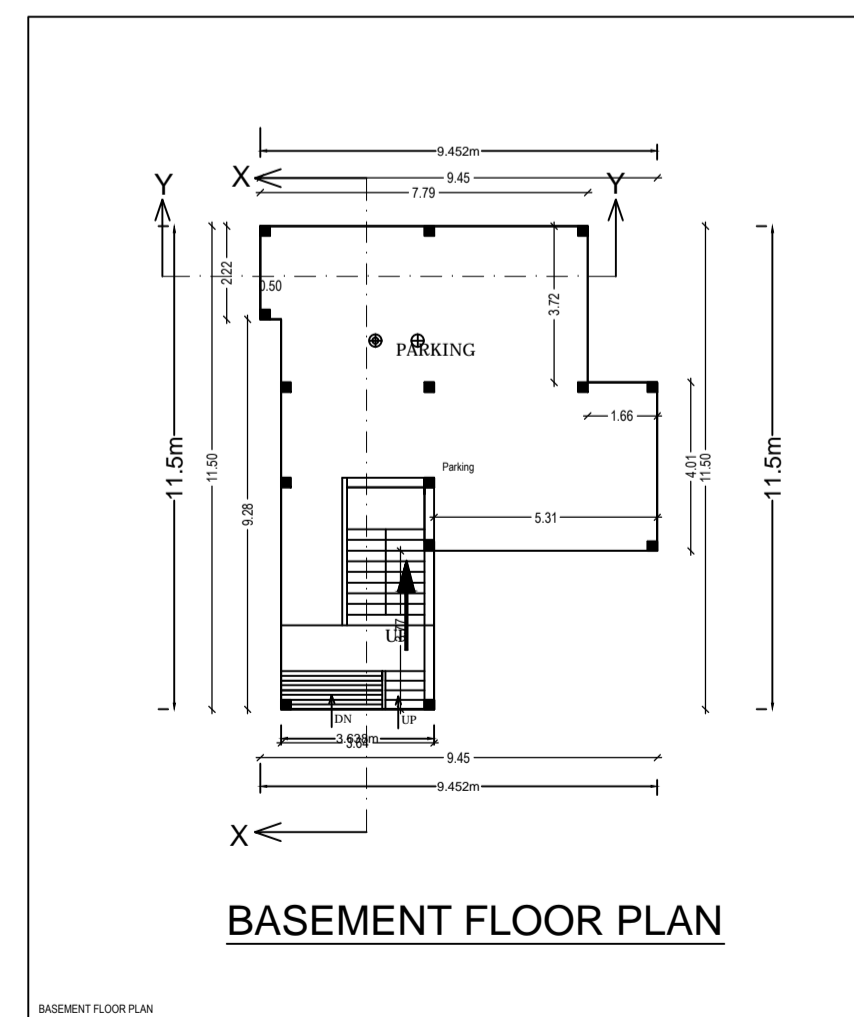 9.452m
X
9.45
Y
Y
7.79
2.22
0.50
3.72
PARKING
1.66
11.5m
11.50
9.28
Parking
4.01
11.50
11.5m
5.31
UP
DN
UP
3.638m
3.64
9.45
9.452m
X
BASEMENT FLOOR PLAN
BASEMENT FLOOR PLAN